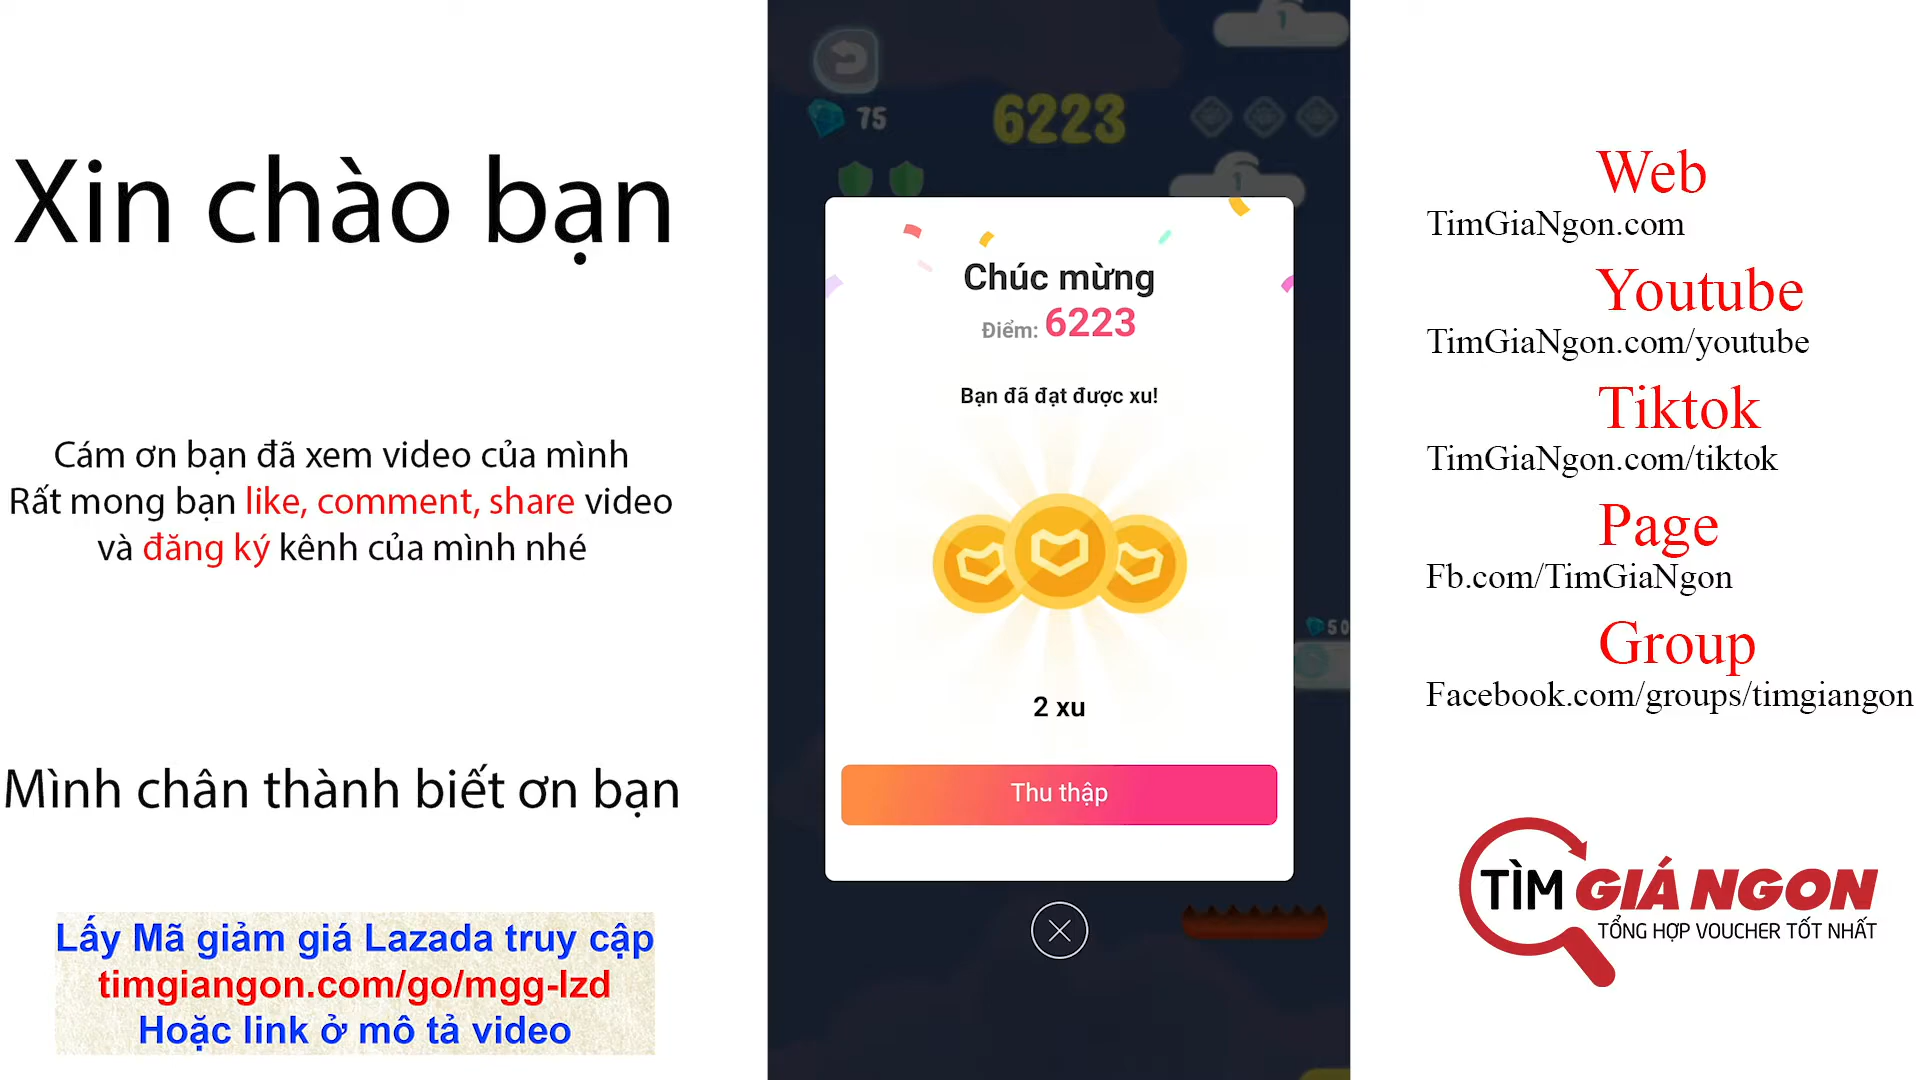 Xin chào bạn
Cám ơn bạn đã xem video của mình
Rất mong bạn like, comment, share video
và đăng ký kênh của mình nhé
Mình chân thành biết ơn bạn
Lấy Mã giảm giá Lazada truy cập
timgiangon.com/go/mgg-lzd
Hoặc link ở mô tả video
1
75
6223
1
Chúc mừng
Điểm: 6223
Bạn đã đạt được xu!
2 xu
Thu thập
50
Web
TimGiaNgon.com
Youtube
TimGiaNgon.com/youtube
Tiktok
TimGiaNgon.com/tiktok
Page
Fb.com/TimGiaNgon
Group
Facebook.com/groups/timgiangon
TÌM GIÁ NGON
TỔNG HỢP VOUCHER TỐT NHẤT